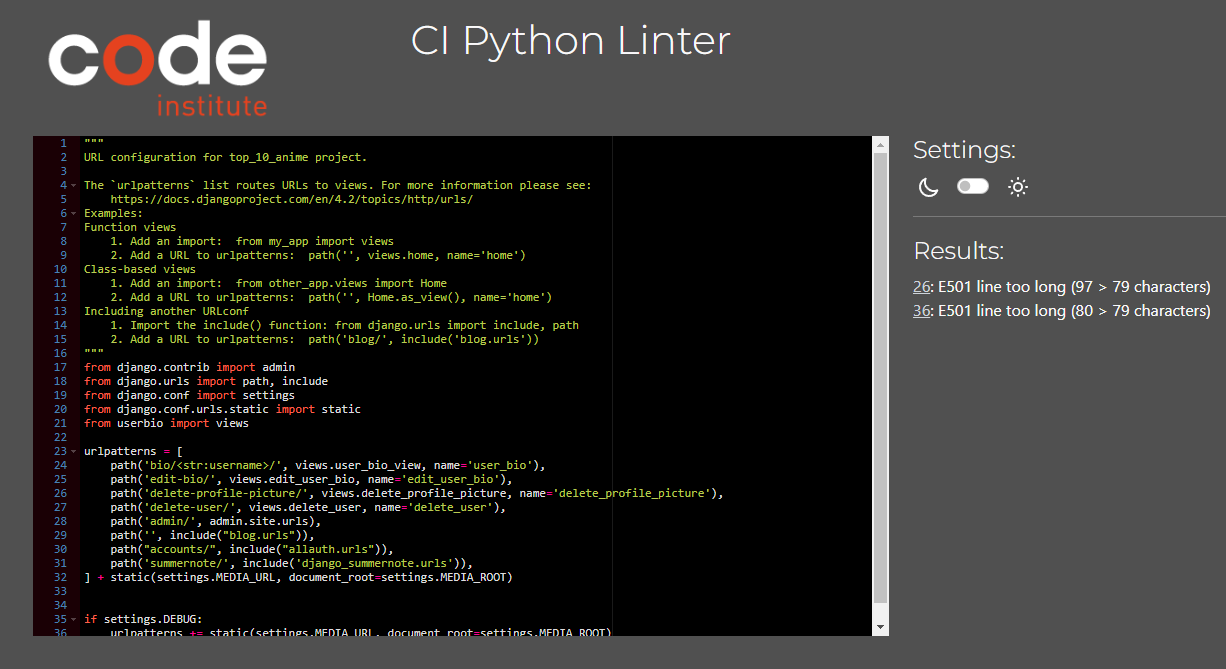 code
institute
CI Python Linter
1 """
2 URL configuration for top_10_anime project.
3
4 The `urlpatterns` list routes URLs to views. For more information please see:
5     https://docs.djangoproject.com/en/4.2/topics/http/urls/
6 Examples:
7 Function views
8     1. Add an import:  from my_app import views
9     2. Add a URL to urlpatterns:  path('', views.home, name='home')
10 Class-based views
11     1. Add an import:  from other_app.views import Home
12     2. Add a URL to urlpatterns:  path('', Home.as_view(), name='home')
13 Including another URLconf
14     1. Import the include() function: from django.urls import include, path
15     2. Add a URL to urlpatterns:  path('blog/', include('blog.urls'))
16 """
17 from django.contrib import admin
18 from django.urls import path, include
19 from django.conf import settings
20 from django.conf.urls.static import static
21 from userbio import views
22
23 urlpatterns = [
24     path('bio/<str:username>/', views.user_bio_view, name='user_bio'),
25     path('edit-bio/', views.edit_user_bio, name='edit_user_bio'),
26     path('delete-profile-picture/', views.delete_profile_picture, name='delete_profile_picture'),
27     path('delete-user/', views.delete_user, name='delete_user'),
28     path('admin/', admin.site.urls),
29     path('', include("blog.urls")),
30     path("accounts/", include("allauth.urls")),
31     path('summernote/', include('django_summernote.urls')),
32 ] + static(settings.MEDIA_URL, document_root=settings.MEDIA_ROOT)
33
34
35 if settings.DEBUG:
36     urlpatterns += static(settings.MEDIA_URL, document_root=settings.MEDIA_ROOT)
Settings:
Results:
26: E501 line too long (97 > 79 characters)
36: E501 line too long (80 > 79 characters)